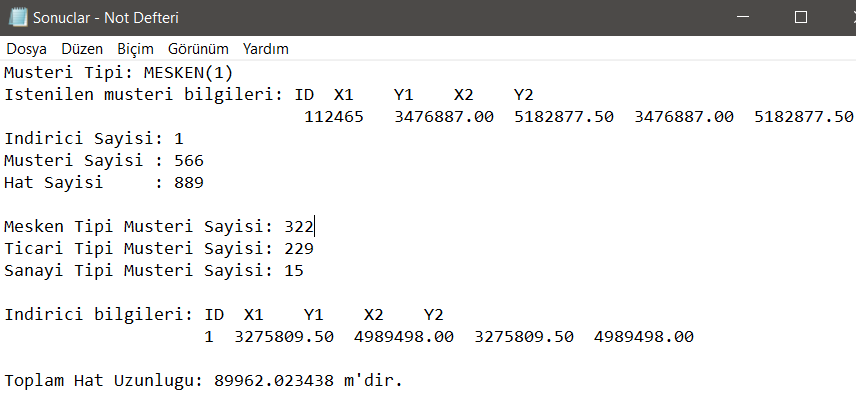 Sonuclar - Not Defteri
Dosya Düzen Biçim Görünüm Yardım
Musteri Tipi: MESKEN(1)
Istenilen musteri bilgileri: ID X1 Y1 X2 Y2
112465 3476887.00 5182877.50 3476887.00 5182877.50
Indirici Sayisi: 1
Musteri Sayisi : 566
Hat Sayisi : 889
Mesken Tipi Musteri Sayisi: 322
Ticari Tipi Musteri Sayisi: 229
Sanayi Tipi Musteri Sayisi: 15
Indirici bilgileri: ID X1 Y1 X2 Y2
1 3275809.50 4989498.00 3275809.50 4989498.00
Toplam Hat Uzunlugu: 89962.023438 m'dir.